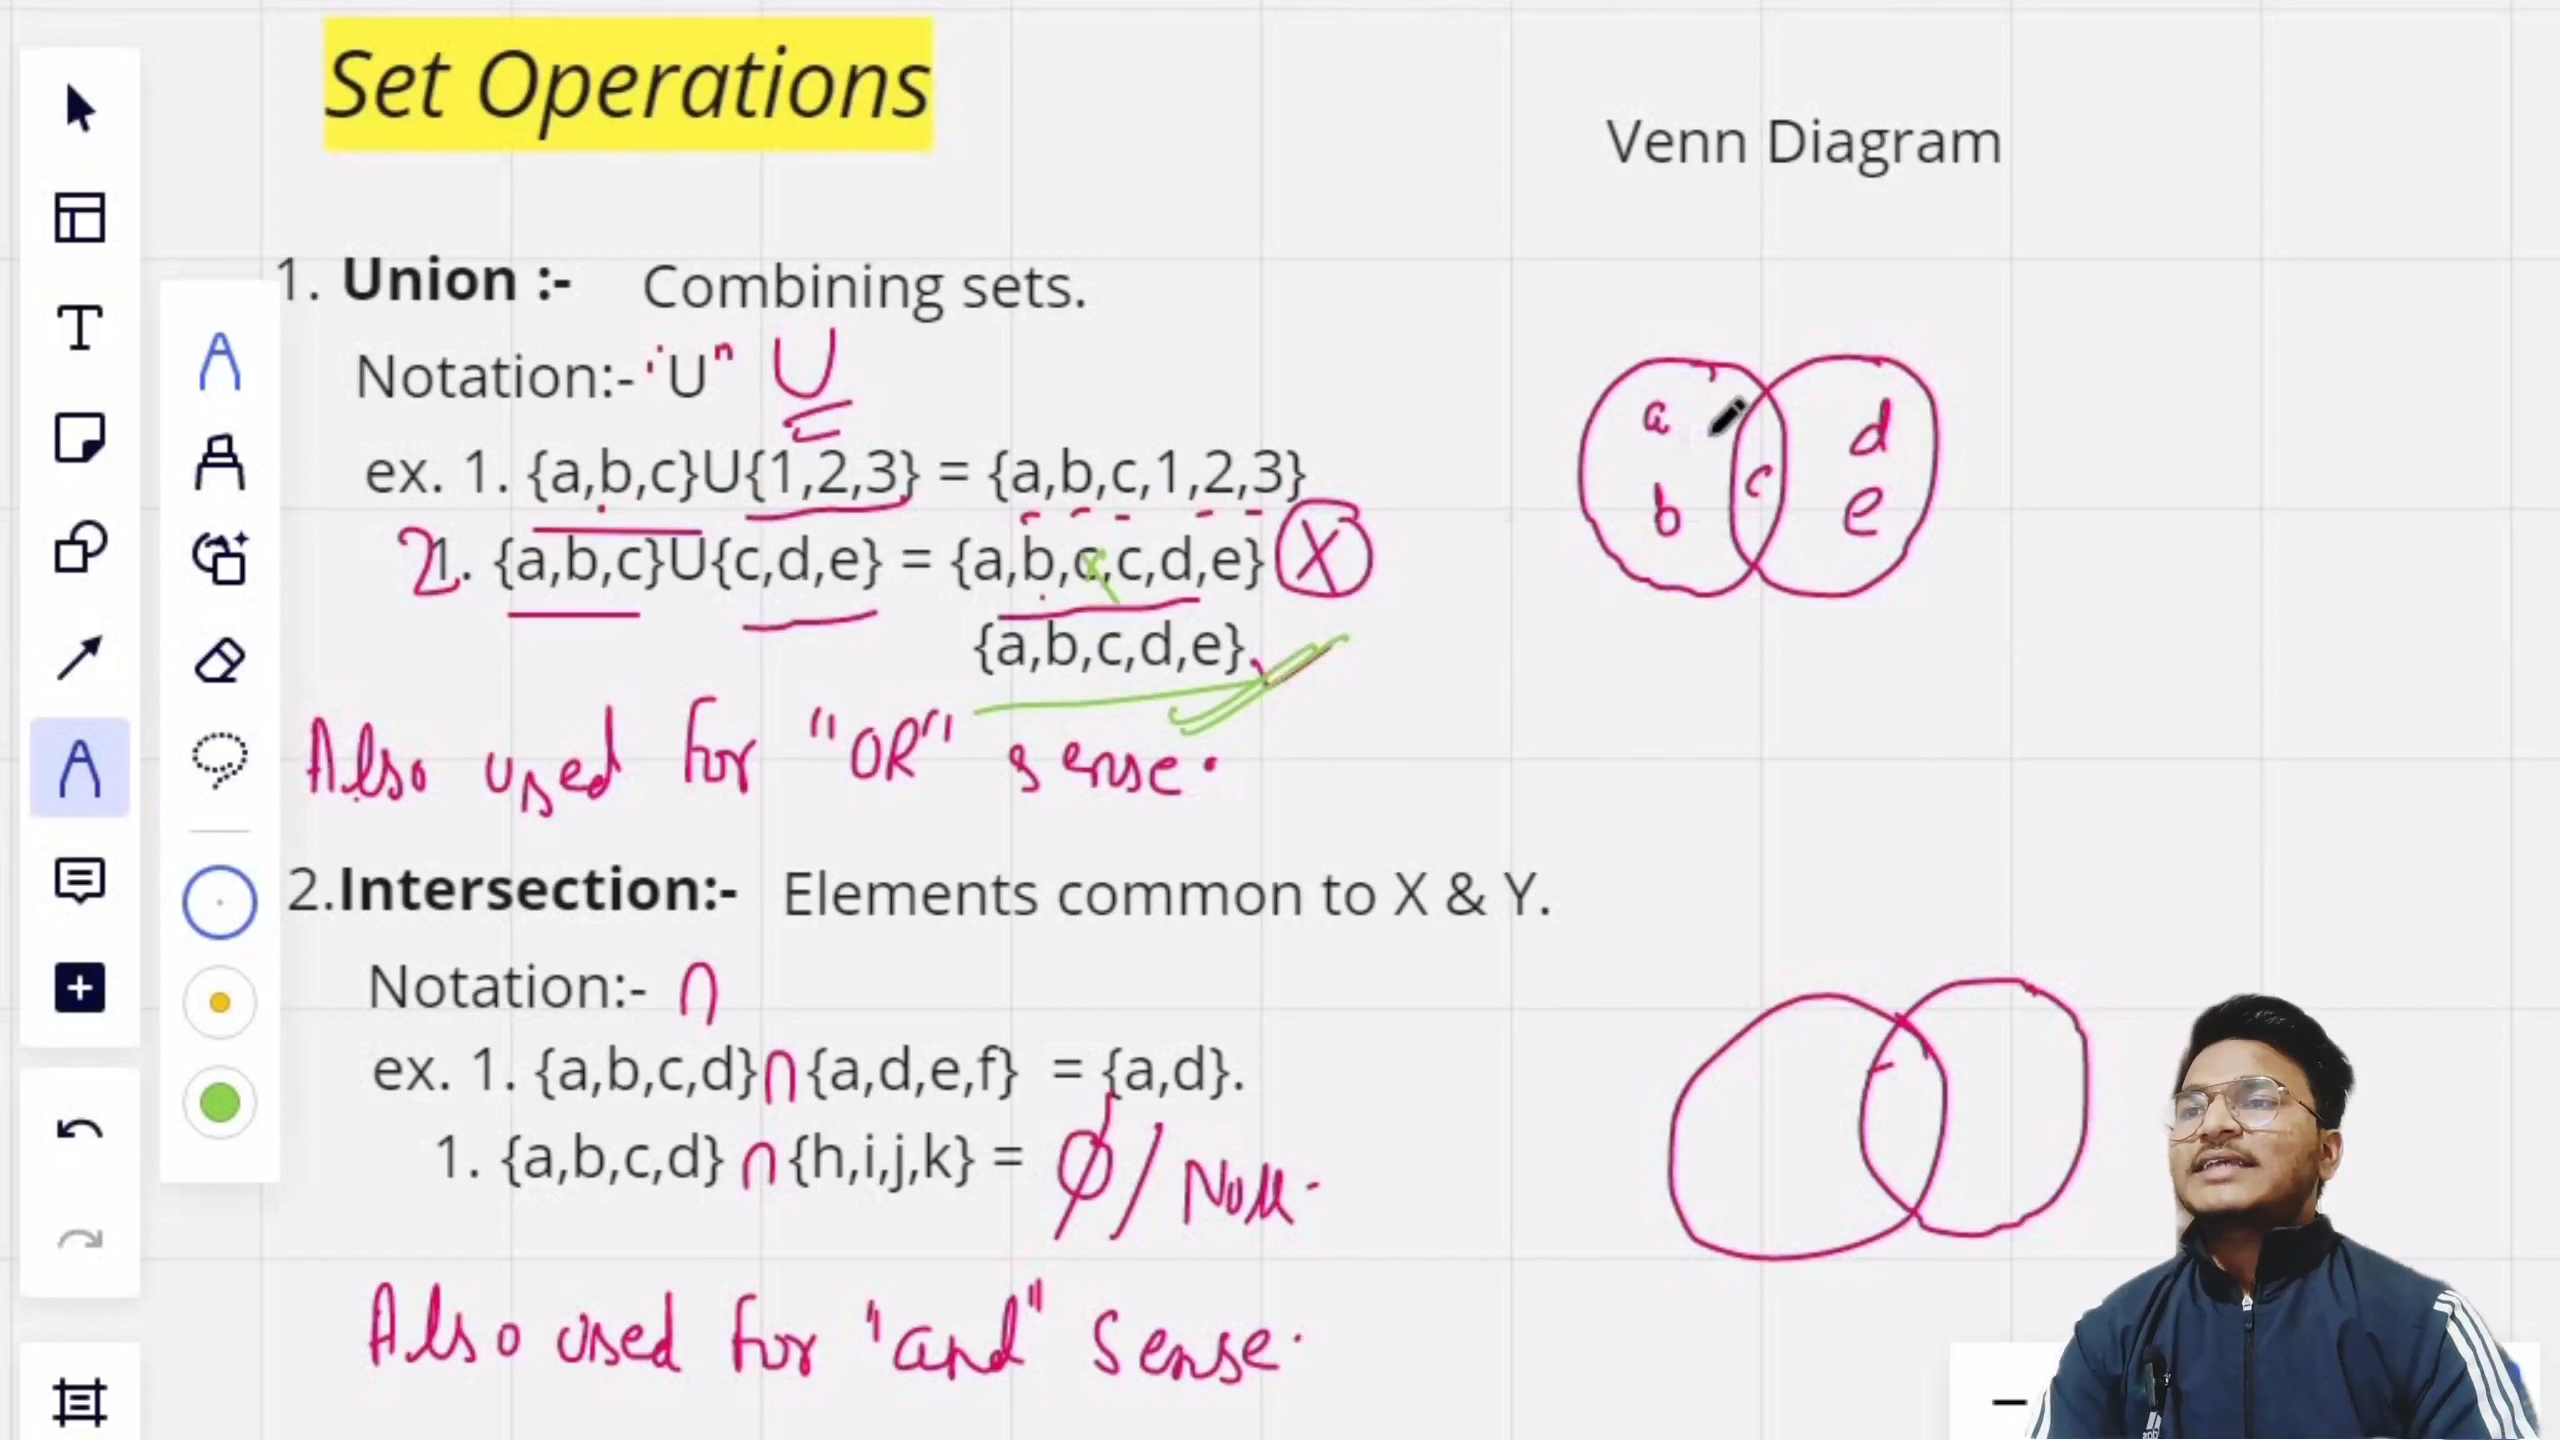 Set Operations
Venn Diagram
1. Union :- Combining sets.
Notation:- "U" U
ex. 1. {a,b,c}U{1,2,3} = {a,b,c,1,2,3}
2 1. {a,b,c}U{c,d,e} = {a,b,c,c,d,e} X
{a,b,c,d,e}.
Also used for "OR" sense.
a d
c
b e
2.Intersection:- Elements common to X & Y.
Notation:- ∩
ex. 1. {a,b,c,d}∩{a,d,e,f} = {a,d}.
1. {a,b,c,d} ∩ {h,i,j,k} = ϕ / Null.
Also used for "and" sense.